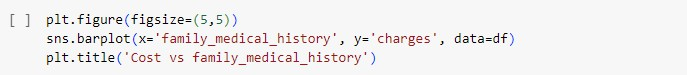 [ ] plt.figure(figsize=(5,5))
sns.barplot(x='family_medical_history', y='charges', data=df)
plt.title('Cost vs family_medical_history')